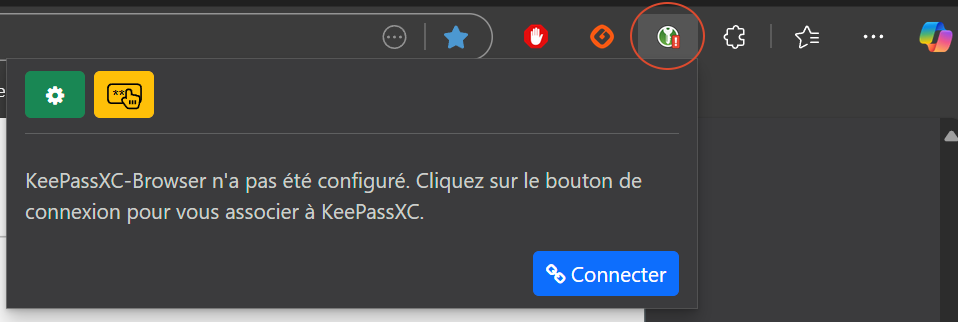 **
KeePassXC-Browser n'a pas été configuré. Cliquez sur le bouton de
connexion pour vous associer à KeePassXC.
Connecter